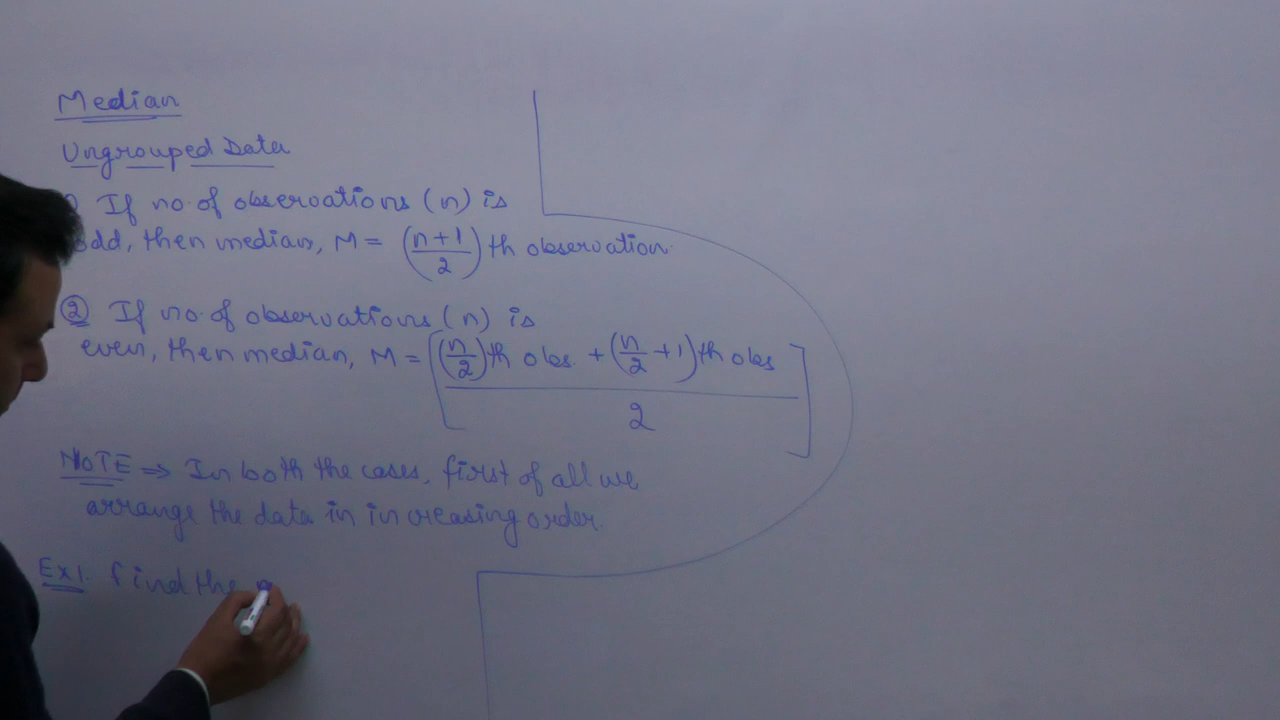 Median
Ungrouped Data
If no. of observations (n) is
odd, then median, M = (n+1/2)th observation.
② If no. of observations (n) is
even, then median, M = [(n/2)th obs + (n/2 + 1)th obs / 2]
NOTE ⇒ In both the cases, first of all we
arrange the data in increasing order.
Ex1. Find the